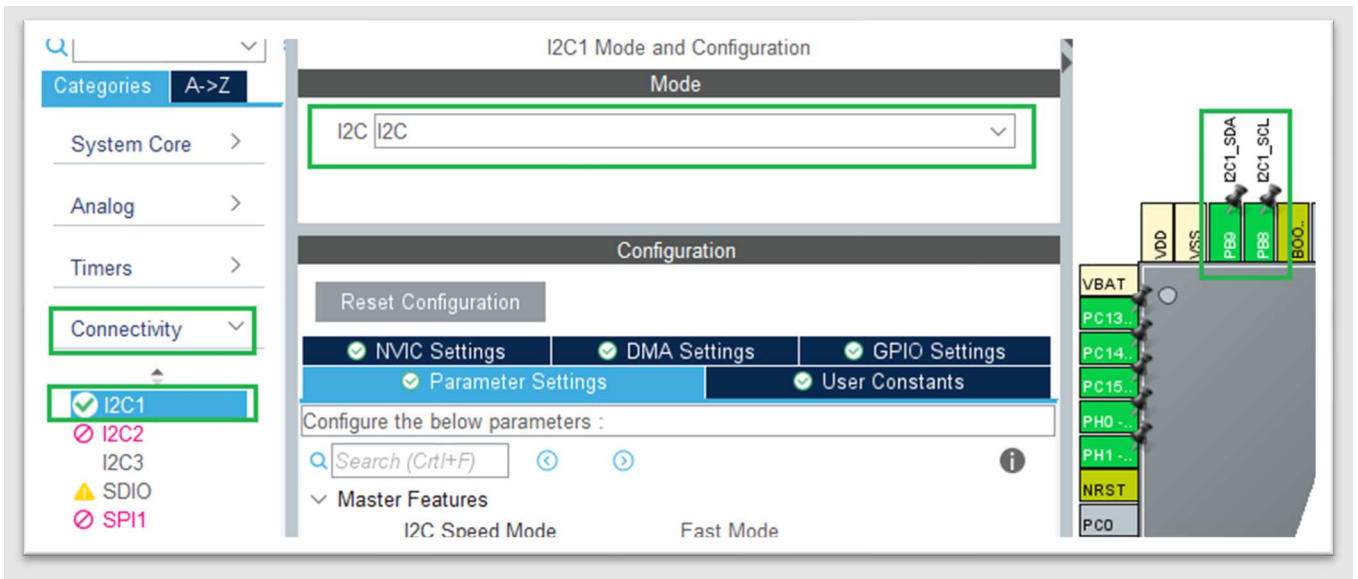 I2C1 Mode and Configuration
Categories A->Z
Mode
I2C I2C
System Core
Analog
Timers
Connectivity
I2C1
I2C2
I2C3
SDIO
SPI1
Configuration
Reset Configuration
NVIC Settings DMA Settings GPIO Settings
Parameter Settings User Constants
Configure the below parameters :
Search (Crtl+F)
Master Features
I2C Speed Mode Fast Mode
I2C1_SDA
I2C1_SCL
VDD
VSS
PB9
PB8
BOO..
VBAT
PC13..
PC14..
PC15..
PH0 -..
PH1 -..
NRST
PC0